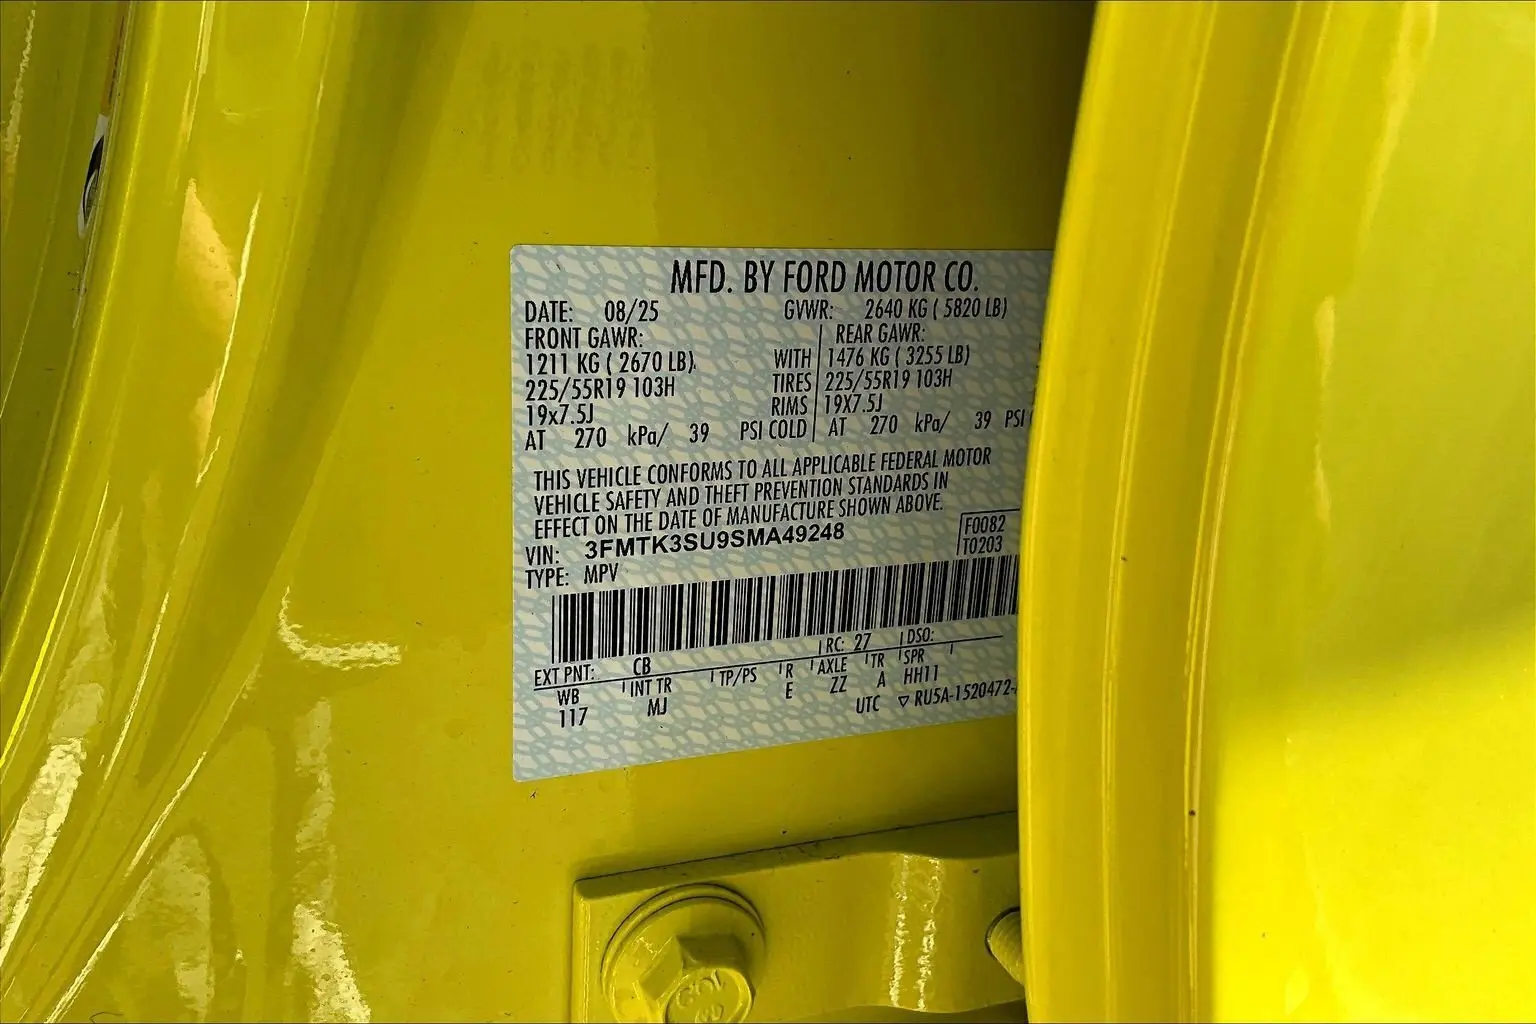 MFD. BY FORD MOTOR CO.
DATE: 08/25 GVWR: 2640 KG ( 5820 LB)
FRONT GAWR: REAR GAWR:
1211 KG ( 2670 LB) WITH 1476 KG ( 3255 LB)
225/55R19 103H TIRES 225/55R19 103H
19x7.5J RIMS 19X7.5J
AT 270 kPa/ 39 PSI COLD AT 270 kPa/ 39 PSI
THIS VEHICLE CONFORMS TO ALL APPLICABLE FEDERAL MOTOR
VEHICLE SAFETY AND THEFT PREVENTION STANDARDS IN
EFFECT ON THE DATE OF MANUFACTURE SHOWN ABOVE.
VIN: 3FMTK3SU9SMA49248 F0082
TYPE: MPV T0203
EXT PNT: CB RC: 27 DSO:
WB INT TR TP/PS R AXLE TR SPR
117 MJ E ZZ A HH11
UTC ▽ RU5A-1520472-